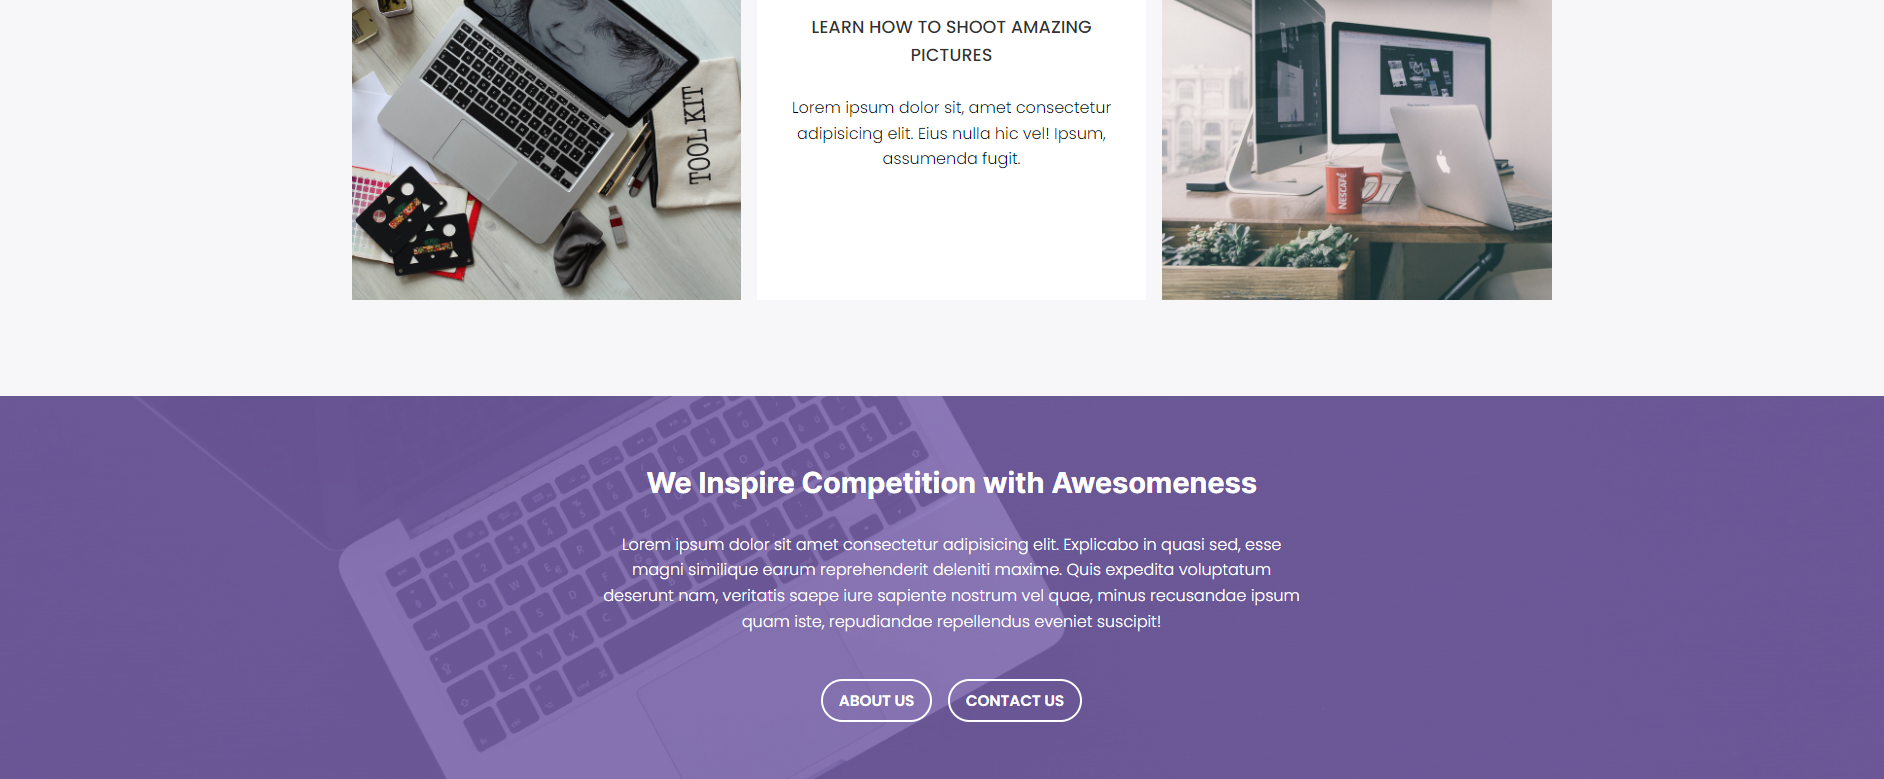 TOOL KIT
LEARN HOW TO SHOOT AMAZING
PICTURES
Lorem ipsum dolor sit, amet consectetur
adipisicing elit. Eius nulla hic vel! Ipsum,
assumenda fugit.
NESCAFÉ
We Inspire Competition with Awesomeness
Lorem ipsum dolor sit amet consectetur adipisicing elit. Explicabo in quasi sed, esse
magni similique earum reprehenderit deleniti maxime. Quis expedita voluptatum
deserunt nam, veritatis saepe iure sapiente nostrum vel quae, minus recusandae ipsum
quam iste, repudiandae repellendus eveniet suscipit!
ABOUT US
CONTACT US